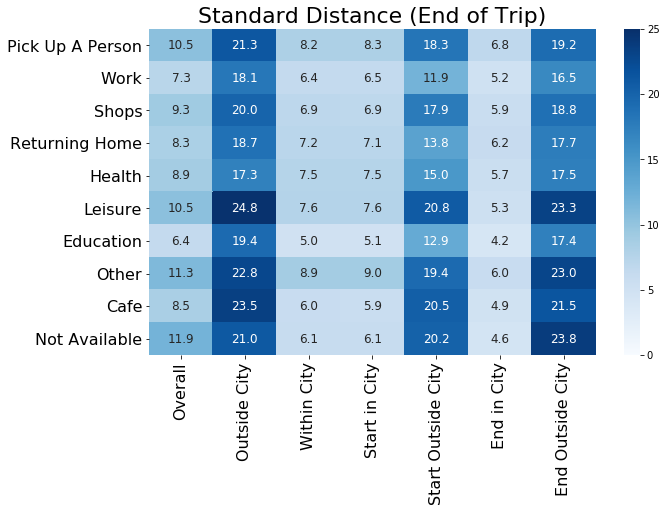 Standard Distance (End of Trip)
Pick Up A Person 10.5 21.3 8.2 8.3 18.3 6.8 19.2
Work 7.3 18.1 6.4 6.5 11.9 5.2 16.5
Shops 9.3 20.0 6.9 6.9 17.9 5.9 18.8
Returning Home 8.3 18.7 7.2 7.1 13.8 6.2 17.7
Health 8.9 17.3 7.5 7.5 15.0 5.7 17.5
Leisure 10.5 24.8 7.6 7.6 20.8 5.3 23.3
Education 6.4 19.4 5.0 5.1 12.9 4.2 17.4
Other 11.3 22.8 8.9 9.0 19.4 6.0 23.0
Cafe 8.5 23.5 6.0 5.9 20.5 4.9 21.5
Not Available 11.9 21.0 6.1 6.1 20.2 4.6 23.8
Overall
Outside City
Within City
Start in City
Start Outside City
End in City
End Outside City
25
20
15
10
5
0